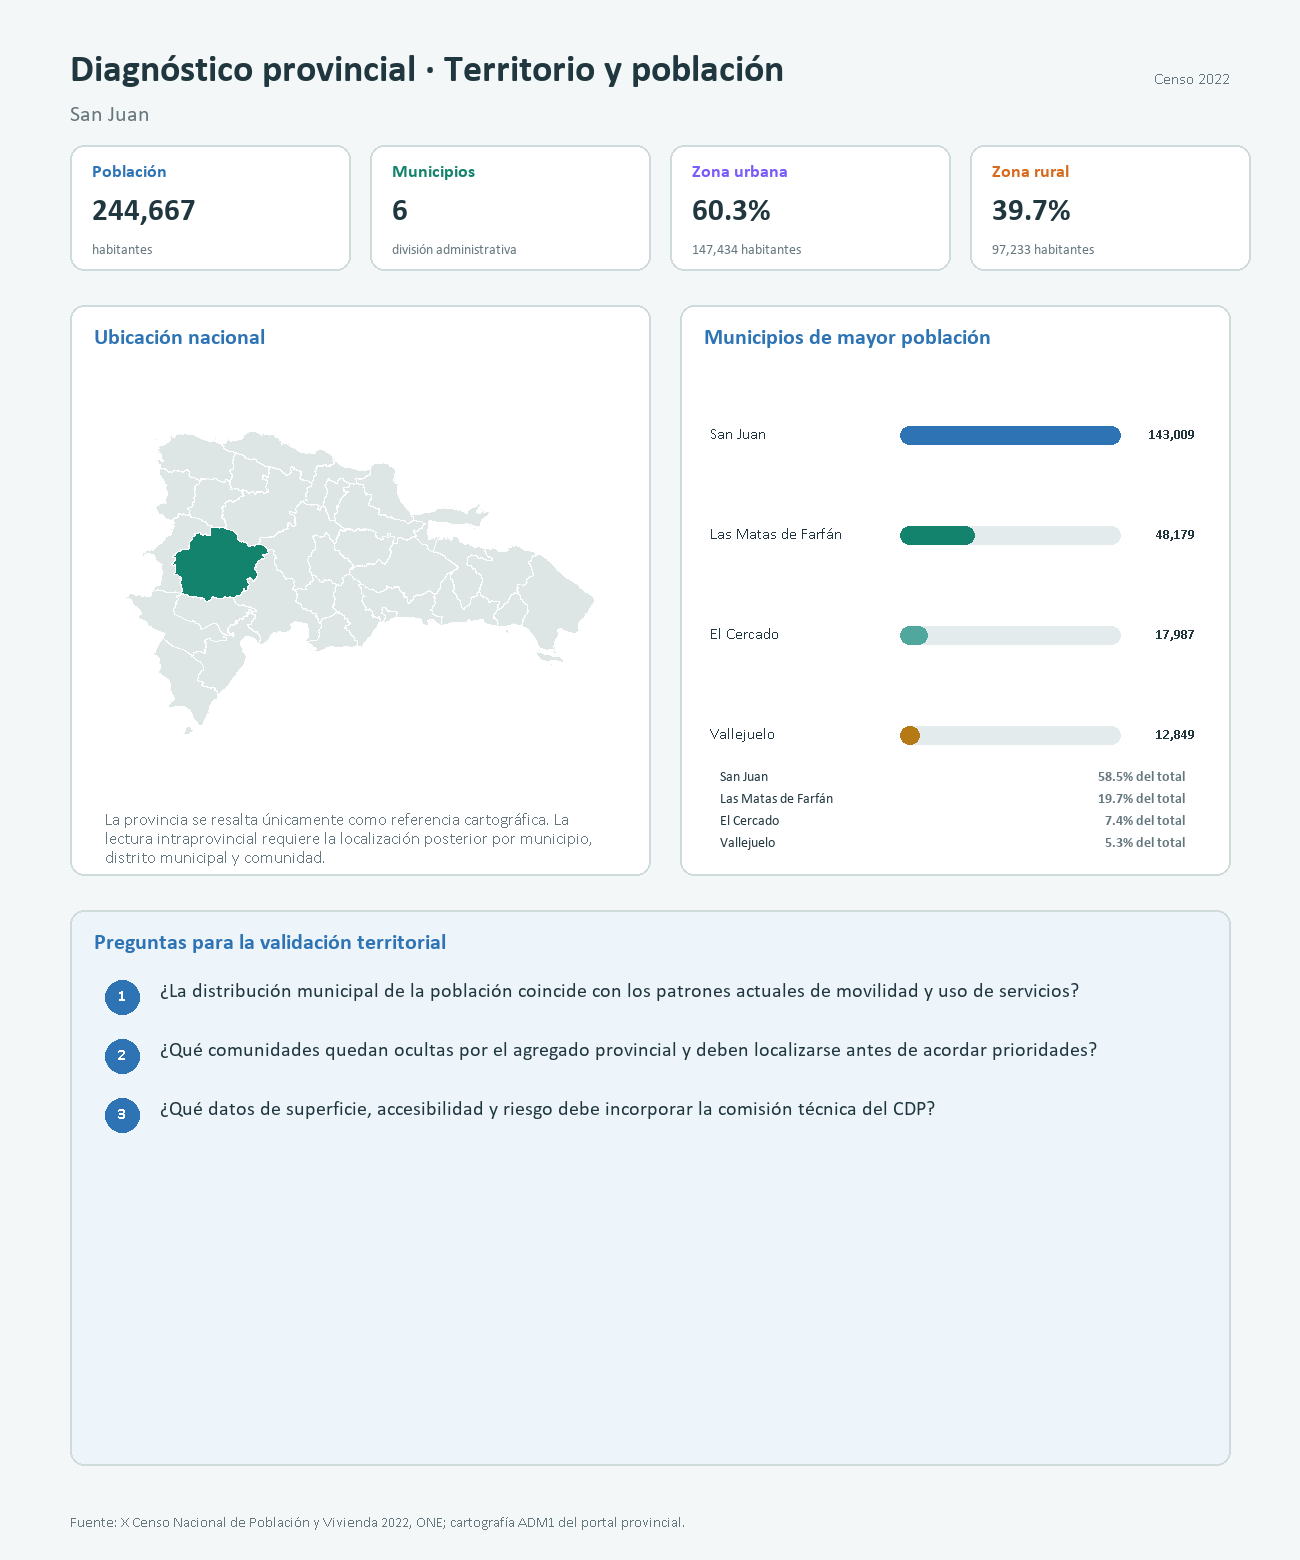 Diagnóstico provincial · Territorio y población
Censo 2022
San Juan
Población
244,667
habitantes
Municipios
6
división administrativa
Zona urbana
60.3%
147,434 habitantes
Zona rural
39.7%
97,233 habitantes
Ubicación nacional
La provincia se resalta únicamente como referencia cartográfica. La
lectura intraprovincial requiere la localización posterior por municipio,
distrito municipal y comunidad.
Municipios de mayor población
San Juan 143,009
Las Matas de Farfán 48,179
El Cercado 17,987
Vallejuelo 12,849
San Juan 58.5% del total
Las Matas de Farfán 19.7% del total
El Cercado 7.4% del total
Vallejuelo 5.3% del total
Preguntas para la validación territorial
1 ¿La distribución municipal de la población coincide con los patrones actuales de movilidad y uso de servicios?
2 ¿Qué comunidades quedan ocultas por el agregado provincial y deben localizarse antes de acordar prioridades?
3 ¿Qué datos de superficie, accesibilidad y riesgo debe incorporar la comisión técnica del CDP?
Fuente: X Censo Nacional de Población y Vivienda 2022, ONE; cartografía ADM1 del portal provincial.